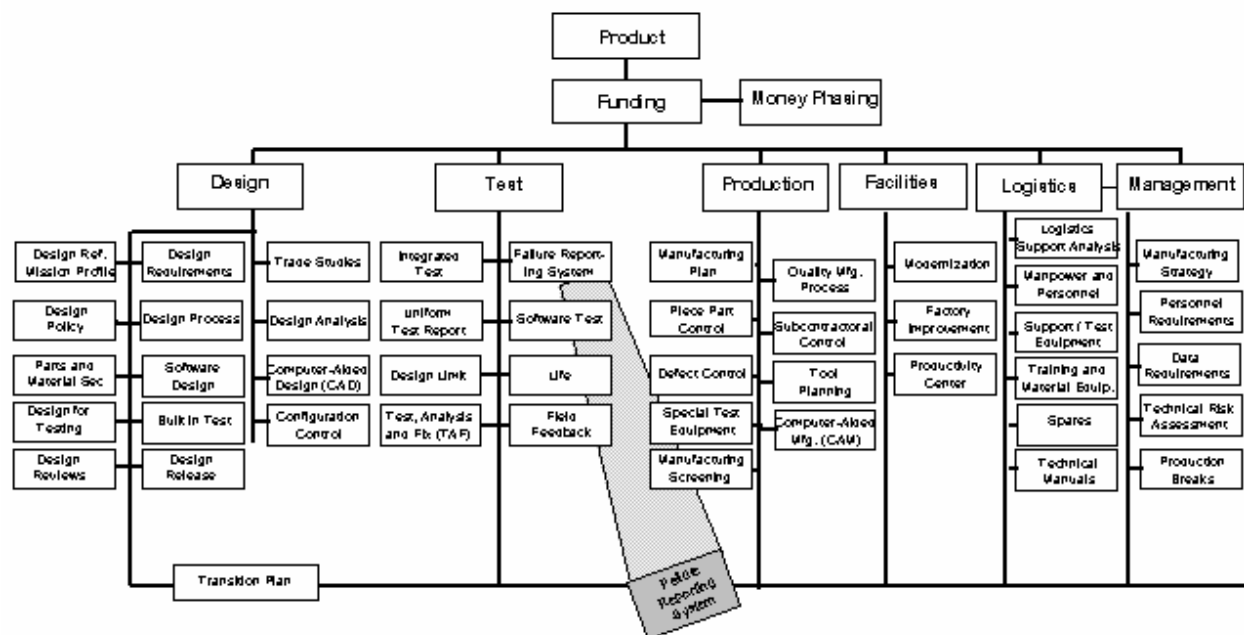 Product
Funding
Money Phasing
Design
Test
Production
Facilities
Logistics
Management
Design Ref.
Mission Profile
Design
Policy
Parts and
Material Sec
Design for
Testing
Design
Reviews
Design
Requirements
Design Process
Software
Design
Built In Test
Design
Release
Trade Studies
Design Analysis
Computer-Aided
Design (CAD)
Configuration
Control
Integrated
Test
Uniform
Test Report
Design Limit
Test, Analysis
and Fix (TAF)
Failure Report-
ing System
Software Test
Life
Field
Feedback
Manufacturing
Plan
Piece Part
Control
Defect Control
Special Test
Equipment
Manufacturing
Screening
Quality Mfg.
Process
Subcontractoral
Control
Tool
Planning
Computer-Aided
Mfg. (CAM)
Modernization
Factory
Improvement
Productivity
Center
Logistics
Support Analysis
Manpower and
Personnel
Support / Test
Equipment
Training and
Material Equip.
Spares
Technical
Manuals
Manufacturing
Strategy
Personnel
Requirements
Data
Requirements
Technical Risk
Assessment
Production
Breaks
Transition Plan
Reporting
System